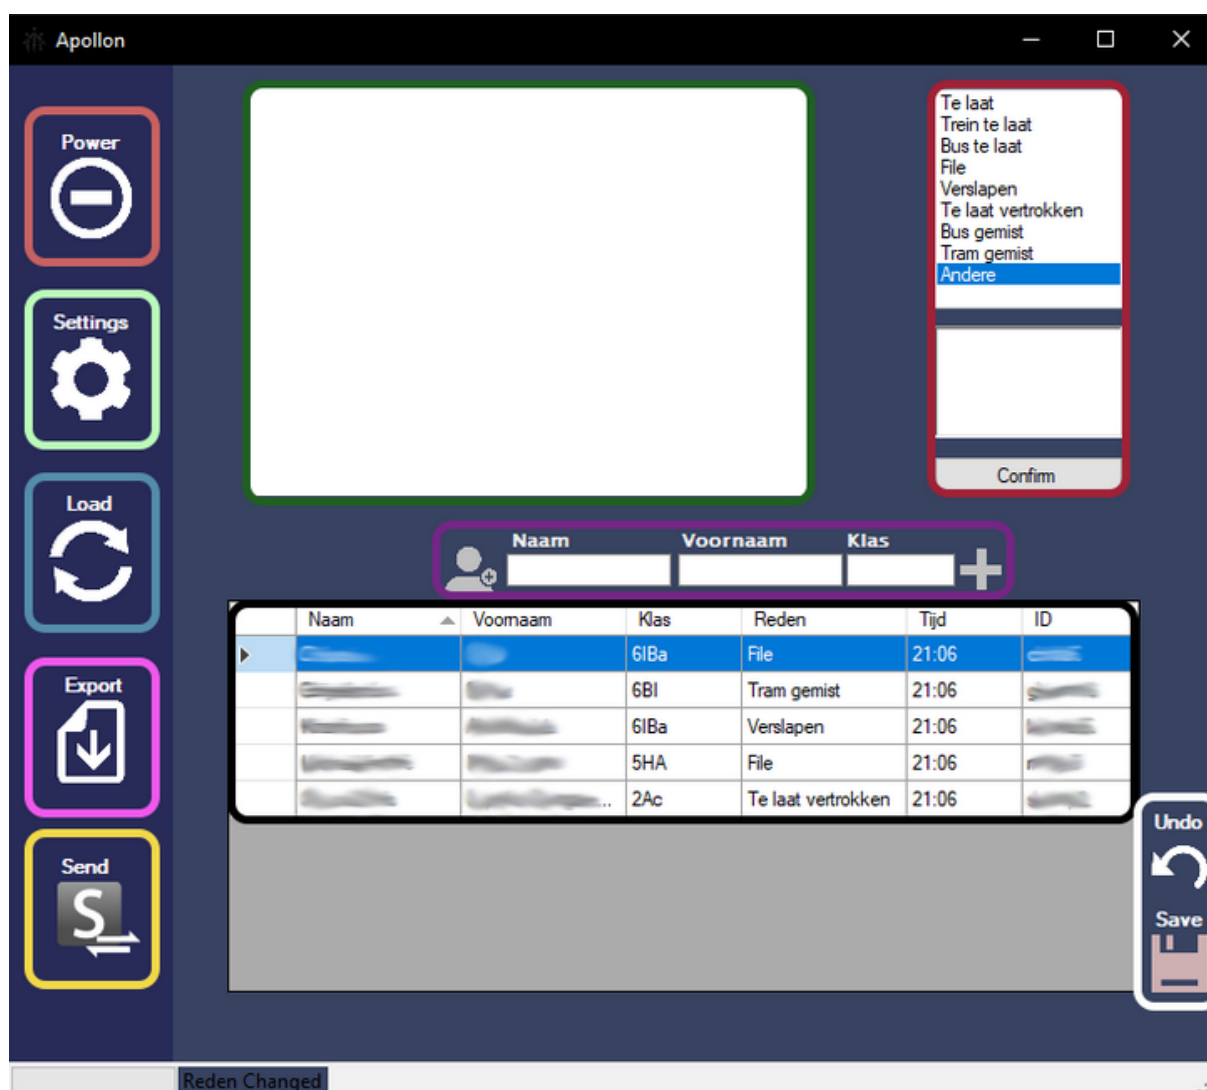 Apollon
Power
Settings
Load
Export
Send
S
Te laat
Trein te laat
Bus te laat
File
Verslapen
Te laat vertrokken
Bus gemist
Tram gemist
Andere
Confirm
Naam Voornaam Klas
Naam Voornaam Klas Reden Tijd ID
6IBa File 21:06
6BI Tram gemist 21:06
6IBa Verslapen 21:06
5HA File 21:06
... 2Ac Te laat vertrokken 21:06
Undo
Save
Reden Changed